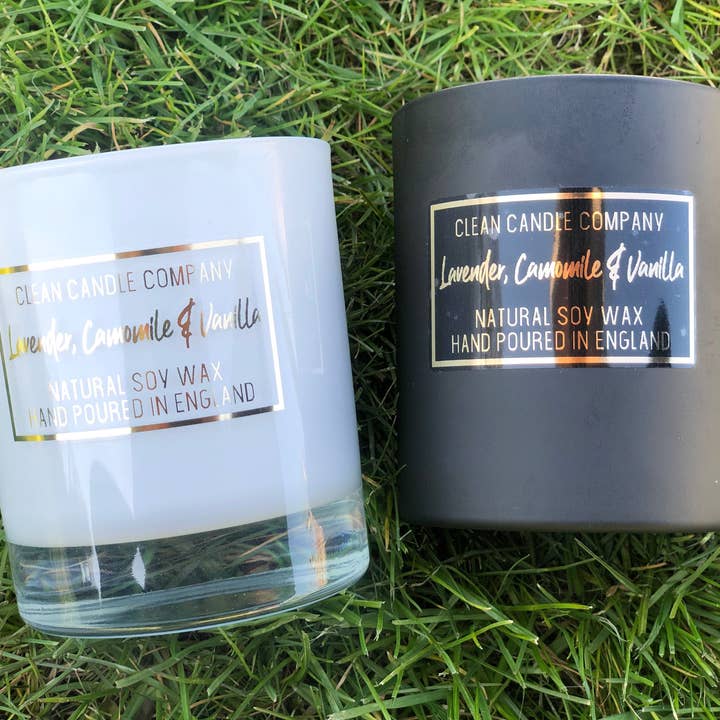 CLEAN CANDLE COMPANY
Lavender, Camomile & Vanilla
NATURAL SOY WAX
HAND POURED IN ENGLAND
CLEAN CANDLE COMPANY
Lavender, Camomile & Vanilla
NATURAL SOY WAX
HAND POURED IN ENGLAND